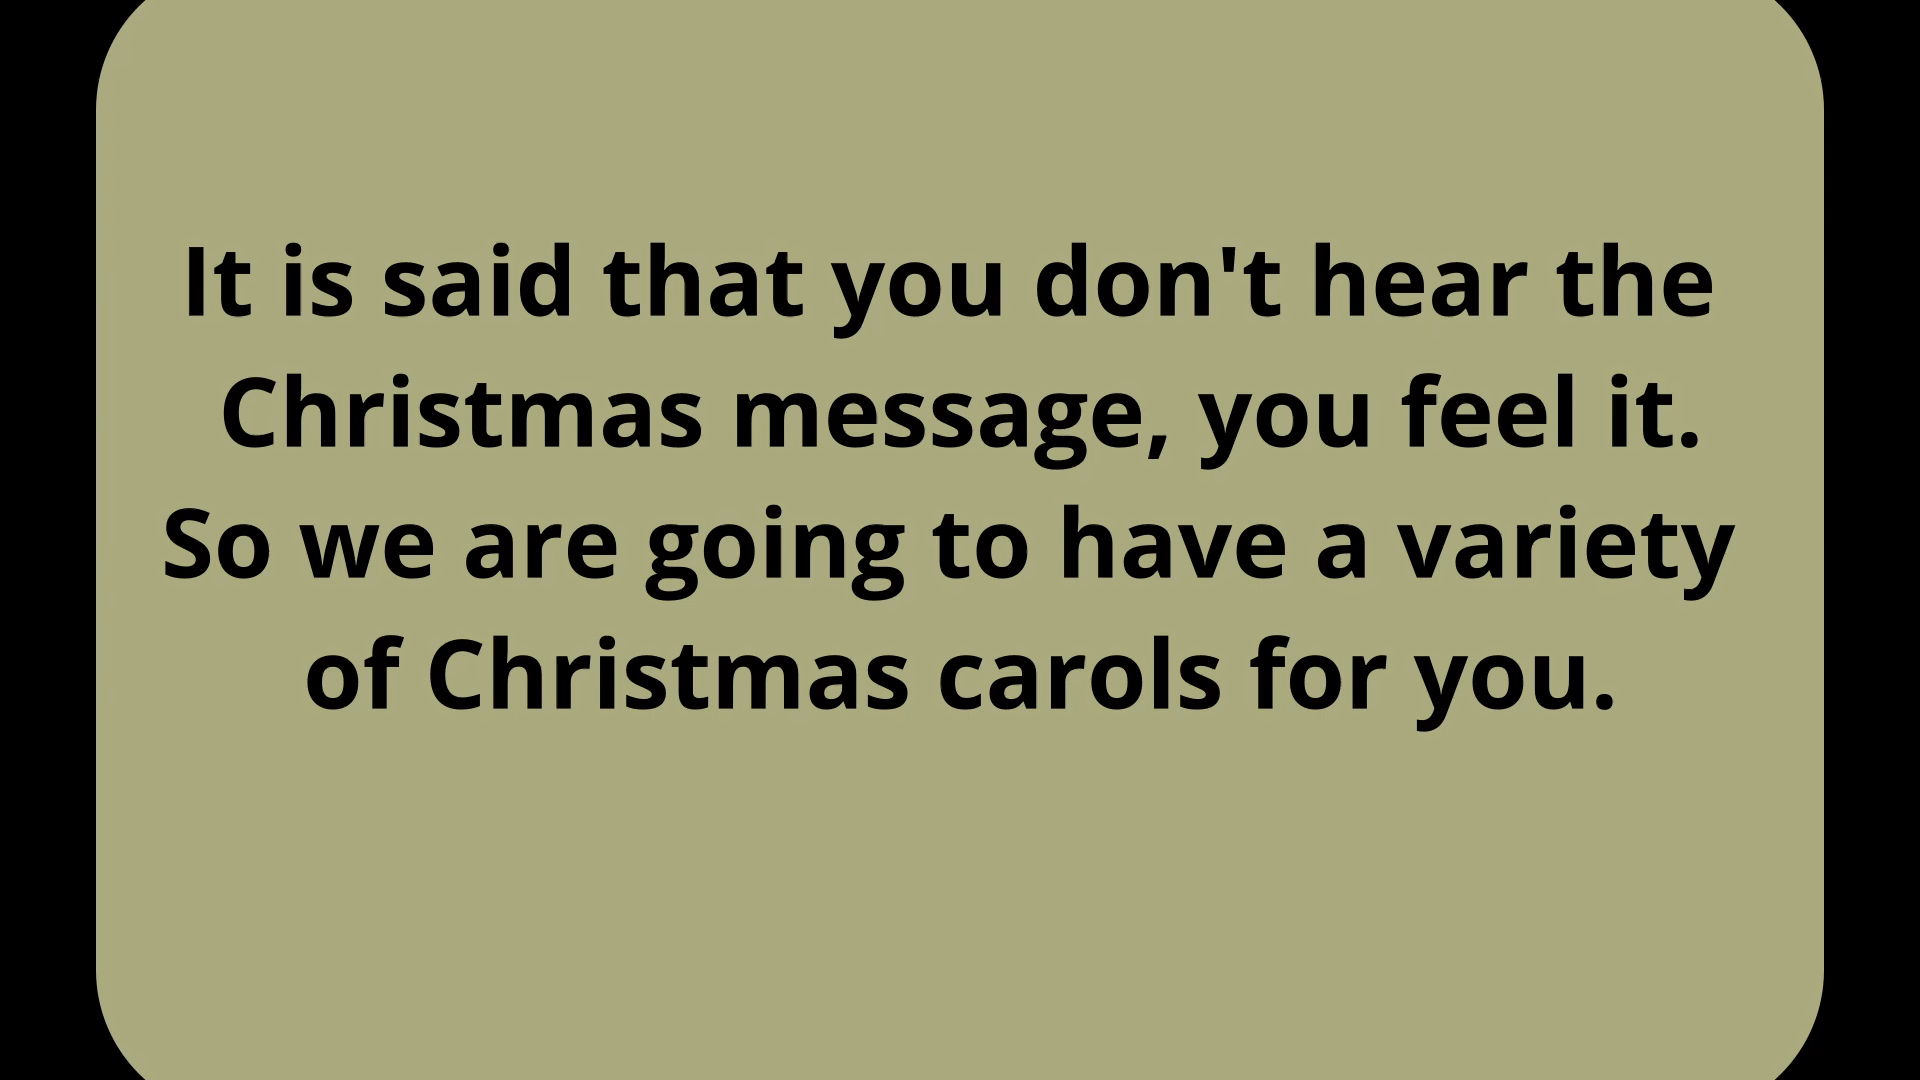 It is said that you don't hear the
Christmas message, you feel it.
So we are going to have a variety
of Christmas carols for you.